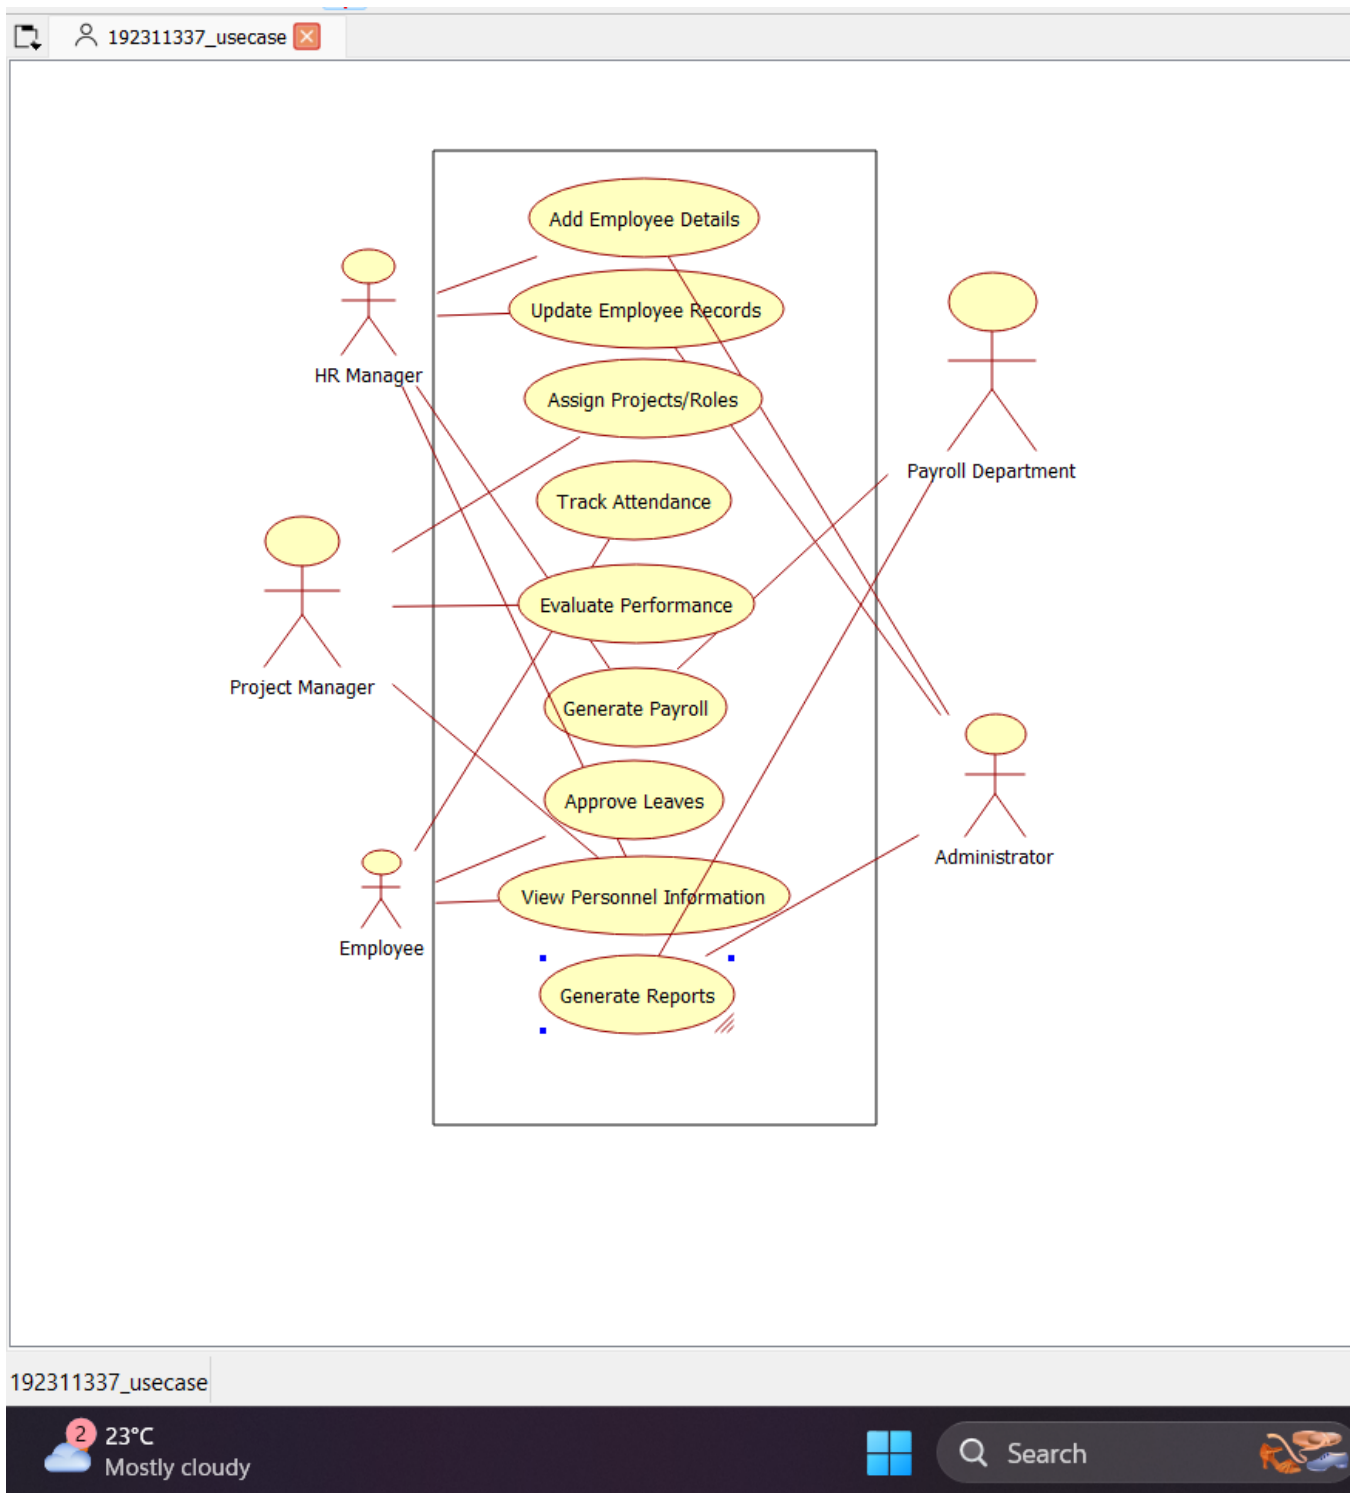 192311337_usecase
Add Employee Details
Update Employee Records
HR Manager
Assign Projects/Roles
Payroll Department
Track Attendance
Evaluate Performance
Project Manager
Generate Payroll
Approve Leaves
Administrator
View Personnel Information
Employee
Generate Reports
192311337_usecase
2
23°C
Mostly cloudy
Search